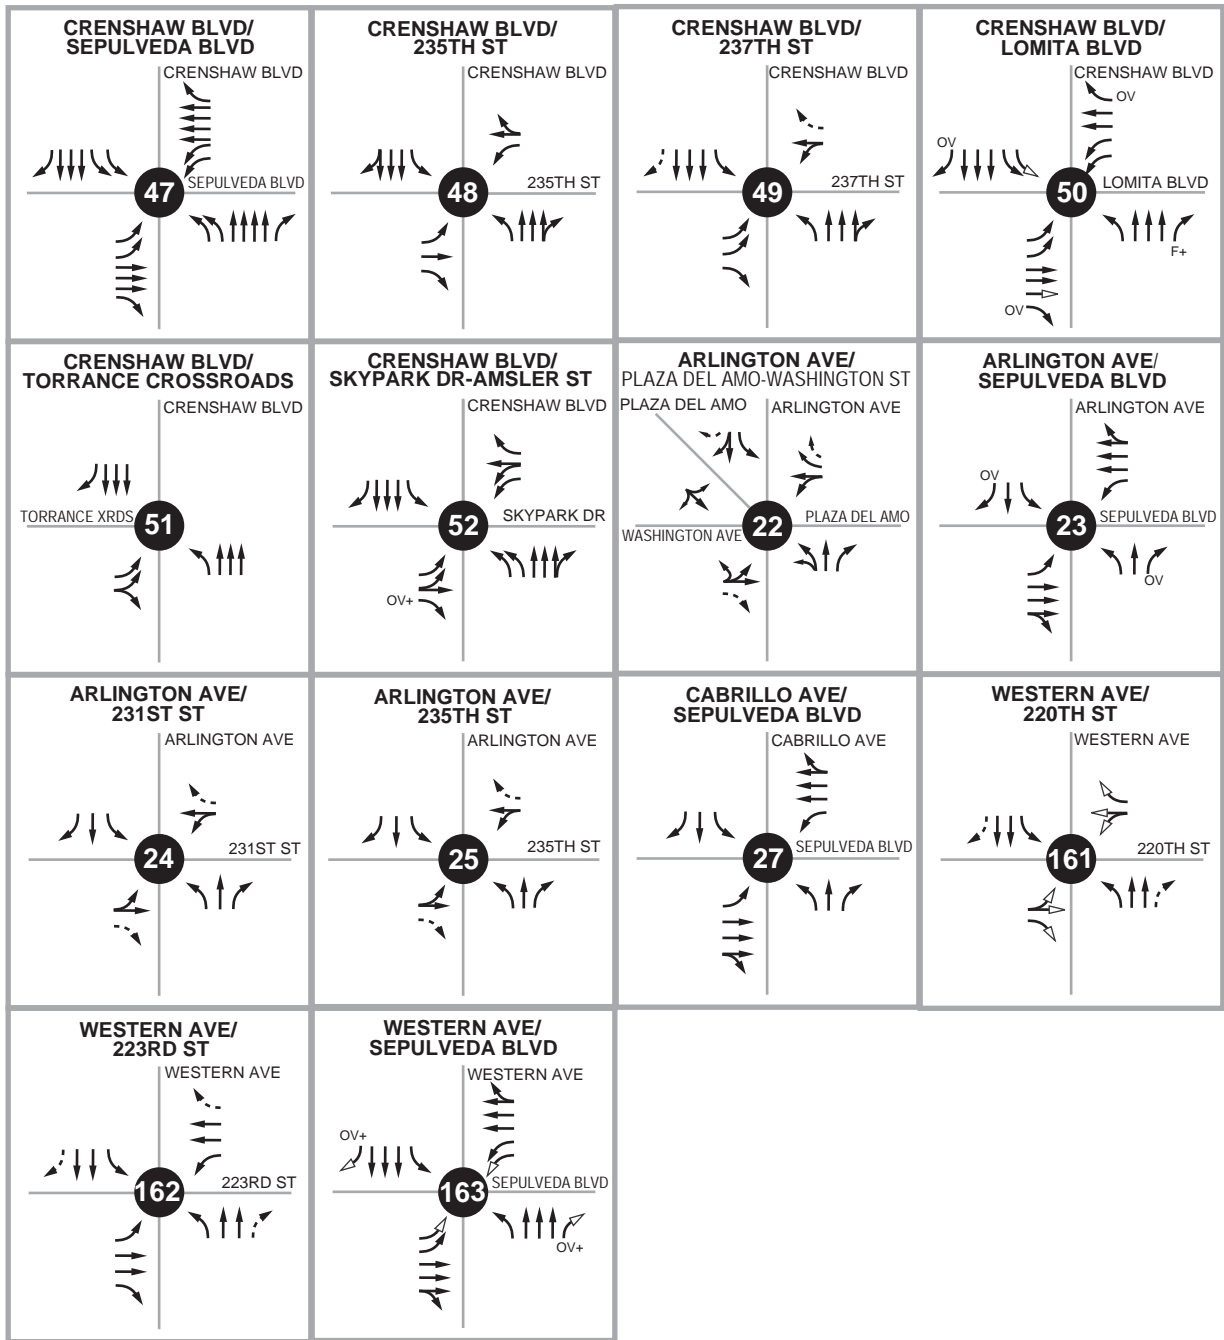 CRENSHAW BLVD/
SEPULVEDA BLVD
CRENSHAW BLVD
47
SEPULVEDA BLVD
CRENSHAW BLVD/
235TH ST
CRENSHAW BLVD
48
235TH ST
CRENSHAW BLVD/
237TH ST
CRENSHAW BLVD
49
237TH ST
CRENSHAW BLVD/
LOMITA BLVD
CRENSHAW BLVD
OV
OV
50
LOMITA BLVD
F+
OV
CRENSHAW BLVD/
TORRANCE CROSSROADS
CRENSHAW BLVD
TORRANCE XRDS
51
CRENSHAW BLVD/
SKYPARK DR-AMSLER ST
CRENSHAW BLVD
52
SKYPARK DR
OV+
ARLINGTON AVE/
PLAZA DEL AMO-WASHINGTON ST
PLAZA DEL AMO
ARLINGTON AVE
WASHINGTON AVE
22
PLAZA DEL AMO
ARLINGTON AVE/
SEPULVEDA BLVD
ARLINGTON AVE
OV
23
SEPULVEDA BLVD
OV
ARLINGTON AVE/
231ST ST
ARLINGTON AVE
24
231ST ST
ARLINGTON AVE/
235TH ST
ARLINGTON AVE
25
235TH ST
CABRILLO AVE/
SEPULVEDA BLVD
CABRILLO AVE
27
SEPULVEDA BLVD
WESTERN AVE/
220TH ST
WESTERN AVE
161
220TH ST
WESTERN AVE/
223RD ST
WESTERN AVE
162
223RD ST
WESTERN AVE/
SEPULVEDA BLVD
WESTERN AVE
OV+
163
SEPULVEDA BLVD
OV+